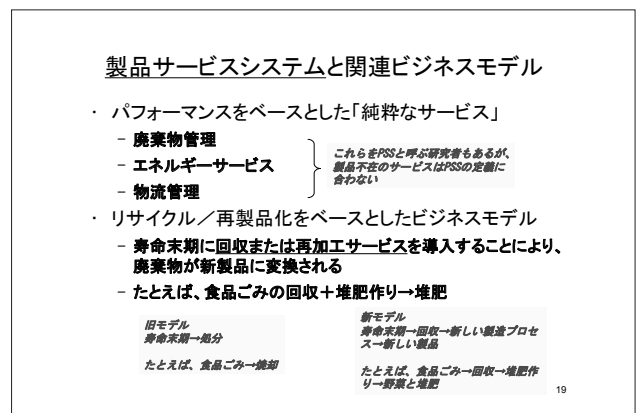 製品サービスシステムと関連ビジネスモデル
・ パフォーマンスをベースとした「純粋なサービス」
– 廃棄物管理
– エネルギーサービス
– 物流管理
これらをPSSと呼ぶ研究者もあるが、
製品不在のサービスはPSSの定義に
合わない
・ リサイクル／再製品化をベースとしたビジネスモデル
– 寿命末期に回収または再加工サービスを導入することにより、
廃棄物が新製品に変換される
– たとえば、食品ごみの回収＋堆肥作り→堆肥
旧モデル
寿命末期→処分
たとえば、食品ごみ→焼却
新モデル
寿命末期→回収→新しい製造プロセ
ス→新しい製品
たとえば、食品ごみ→回収→堆肥作
り→野菜と堆肥
19